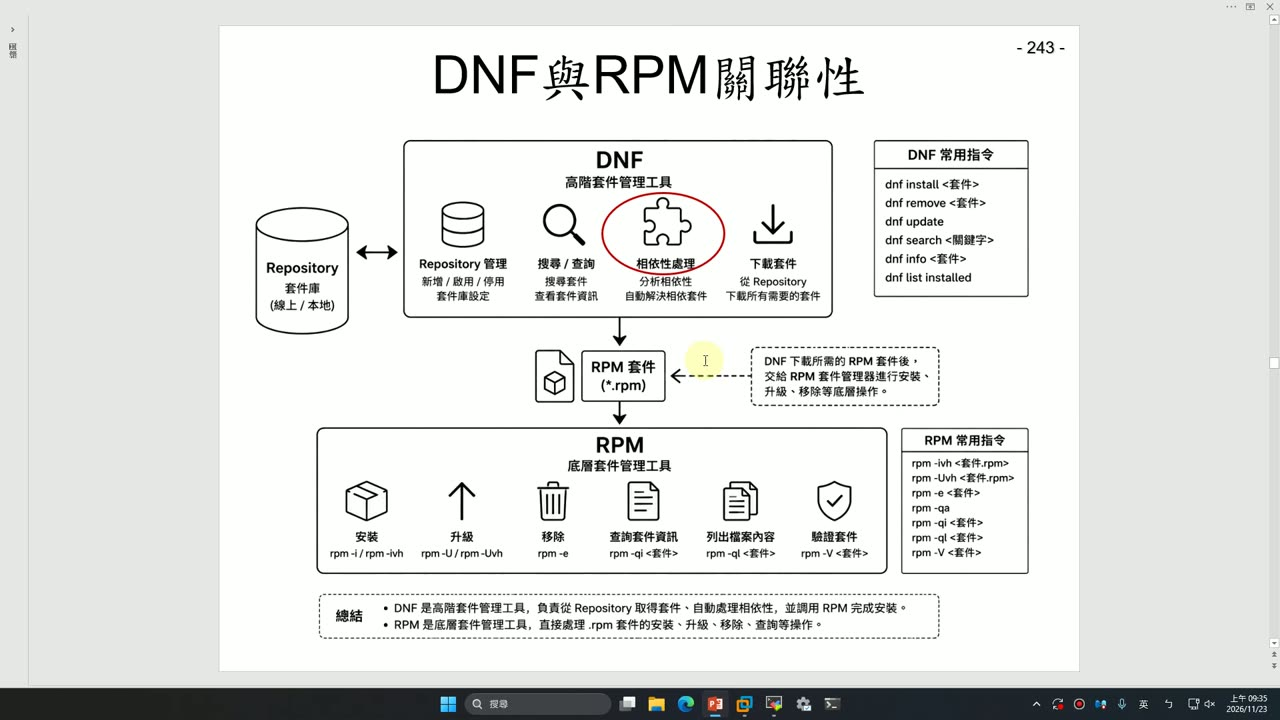 - 243 -
DNF與RPM關聯性
Repository
套件庫
(線上 / 本地)
DNF
高階套件管理工具
Repository 管理
新增 / 啟用 / 停用
套件庫設定
搜尋 / 查詢
搜尋套件
查看套件資訊
相依性處理
分析相依性
自動解決相依套件
下載套件
從 Repository
下載所有需要的套件
DNF 常用指令
dnf install <套件>
dnf remove <套件>
dnf update
dnf search <關鍵字>
dnf info <套件>
dnf list installed
RPM 套件
(*.rpm)
DNF 下載所需的 RPM 套件後，
交給 RPM 套件管理器進行安裝、
升級、移除等底層操作。
RPM
底層套件管理工具
安裝
rpm -i / rpm -ivh
升級
rpm -U / rpm -Uvh
移除
rpm -e
查詢套件資訊
rpm -qi <套件>
列出檔案內容
rpm -ql <套件>
驗證套件
rpm -V <套件>
RPM 常用指令
rpm -ivh <套件.rpm>
rpm -Uvh <套件.rpm>
rpm -e <套件>
rpm -qa
rpm -qi <套件>
rpm -ql <套件>
rpm -V <套件>
總結
• DNF 是高階套件管理工具，負責從 Repository 取得套件、自動處理相依性，並調用 RPM 完成安裝。
• RPM 是底層套件管理工具，直接處理 .rpm 套件的安裝、升級、移除、查詢等操作。
搜尋
英
上午 09:35
2026/11/23